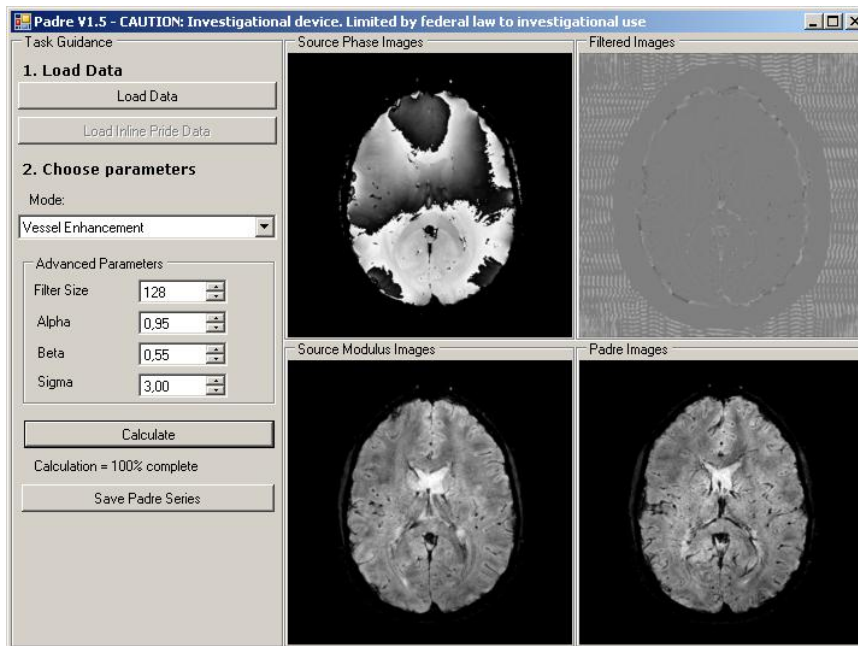 Padre V1.5 - CAUTION: Investigational device. Limited by federal law to investigational use
Task Guidance
1. Load Data
Load Data
Load Inline Pride Data
2. Choose parameters
Mode:
Vessel Enhancement
Advanced Parameters
Filter Size 128
Alpha 0,95
Beta 0,55
Sigma 3,00
Calculate
Calculation = 100% complete
Save Padre Series
Source Phase Images
Filtered Images
Source Modulus Images
Padre Images